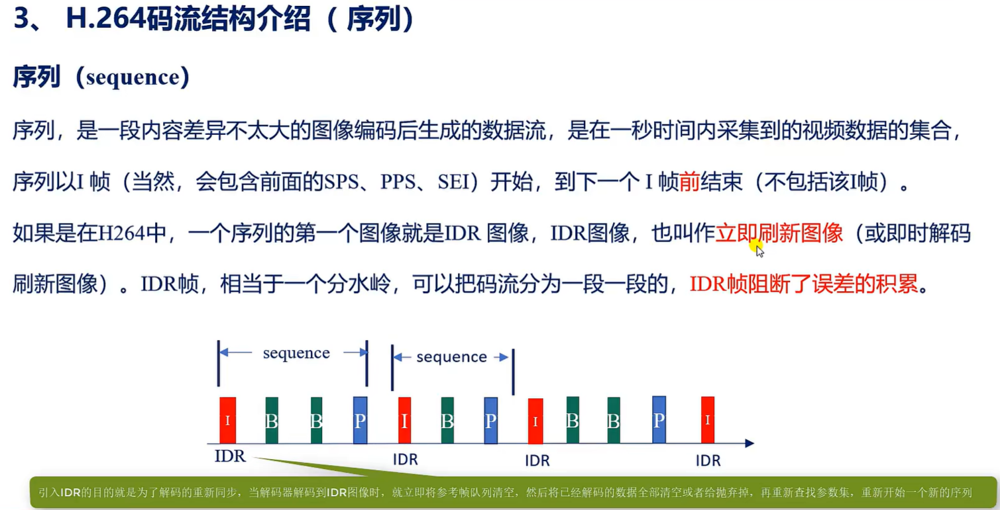 3、 H.264码流结构介绍（ 序列）
序列（sequence）
序列，是一段内容差异不太大的图像编码后生成的数据流，是在一秒时间内采集到的视频数据的集合，
序列以I 帧（当然，会包含前面的SPS、PPS、SEI）开始，到下一个 I 帧前结束（不包括该I帧）。
如果是在H264中，一个序列的第一个图像就是IDR 图像，IDR图像，也叫作立即刷新图像（或即时解码
刷新图像）。IDR帧，相当于一个分水岭，可以把码流分为一段一段的，IDR帧阻断了误差的积累。
sequence sequence
I B B P I B P I B B P I
IDR IDR IDR IDR
引入IDR的目的就是为了解码的重新同步，当解码器解码到IDR图像时，就立即将参考帧队列清空，然后将已经解码的数据全部清空或者给抛弃掉，再重新查找参数集，重新开始一个新的序列